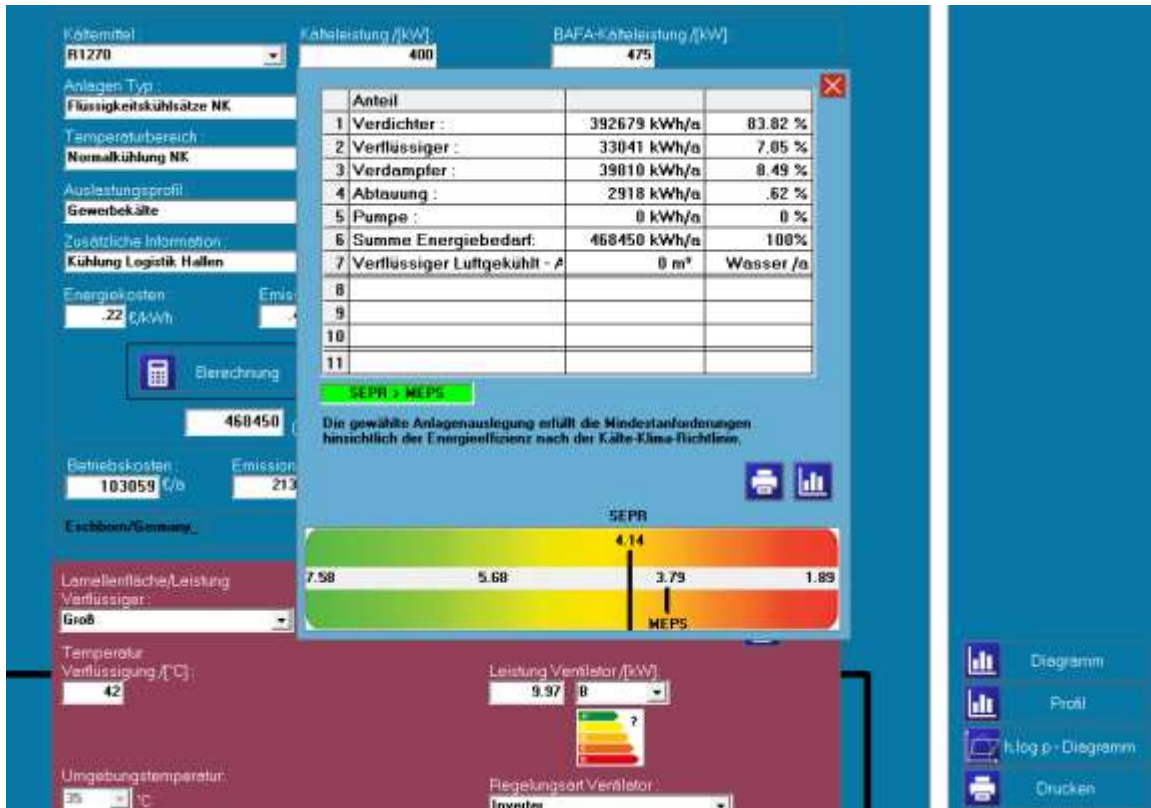 Kältemittel :
R1270
Kälteleistung /[kW]:
400
BAFA-Kälteleistung /[kW]
475
Anlagen Typ :
Flüssigkeitskühlsätze NK
Temperaturbereich :
Normalkühlung NK
Auslastungsprofil :
Gewerbekälte
Zusätzliche Information :
Kühlung Logistik Hallen
Energiekosten :
.22 €/kWh
Berechnung
468450
Betriebskosten :
103059 €/a
Emission
213
Eschborn/Germany_
Anteil
1 Verdichter : 392679 kWh/a 83.82 %
2 Verflüssiger : 33041 kWh/a 7.05 %
3 Verdampfer : 39810 kWh/a 8.49 %
4 Abtauung : 2918 kWh/a .62 %
5 Pumpe : 0 kWh/a 0 %
6 Summe Energiebedarf: 468450 kWh/a 100%
7 Verflüssiger Luftgekühlt - A 0 m³ Wasser /a
8
9
10
11
SEPR > MEPS
Die gewählte Anlagenauslegung erfüllt die Mindestanforderungen
hinsichtlich der Energieeffizienz nach der Kälte-Klima-Richtlinie.
SEPR
4.14
7.58 5.68 3.79 1.89
MEPS
Lamellenfläche/Leistung
Verflüssiger :
Groß
Temperatur
Verflüssigung /[°C] :
42
Leistung Ventilator /[kW]:
9.97 B
?
Umgebungstemperatur:
35 °C
Regelungsart Ventilator :
Inverter
Diagramm
Profil
h,log p - Diagramm
Drucken